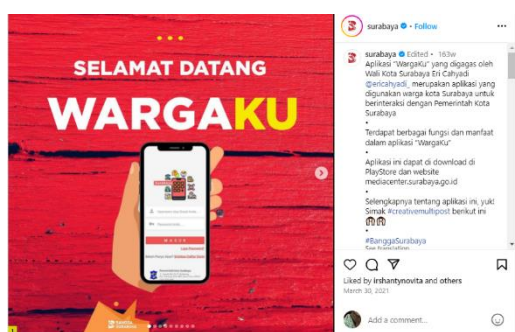 SELAMAT DATANG
WARGAKU
MASUK
surabaya • Follow
surabaya Edited • 163w
Aplikasi "WargaKu" yang digagas oleh
Wali Kota Surabaya Eri Cahyadi
@ericahyadi_ merupakan aplikasi yang
digunakan warga kota Surabaya untuk
berinteraksi dengan Pemerintah Kota
Surabaya
•
Terdapat berbagai fungsi dan manfaat
dalam aplikasi "WargaKu"
•
Aplikasi ini dapat di download di
PlayStore dan website
mediacenter.surabaya.go.id
•
Selengkapnya tentang aplikasi ini, yuk!
Simak #creativemultipost berikut ini
•
#BanggaSurabaya
See translation
Liked by irshantynovita and others
March 30, 2021
Add a comment...